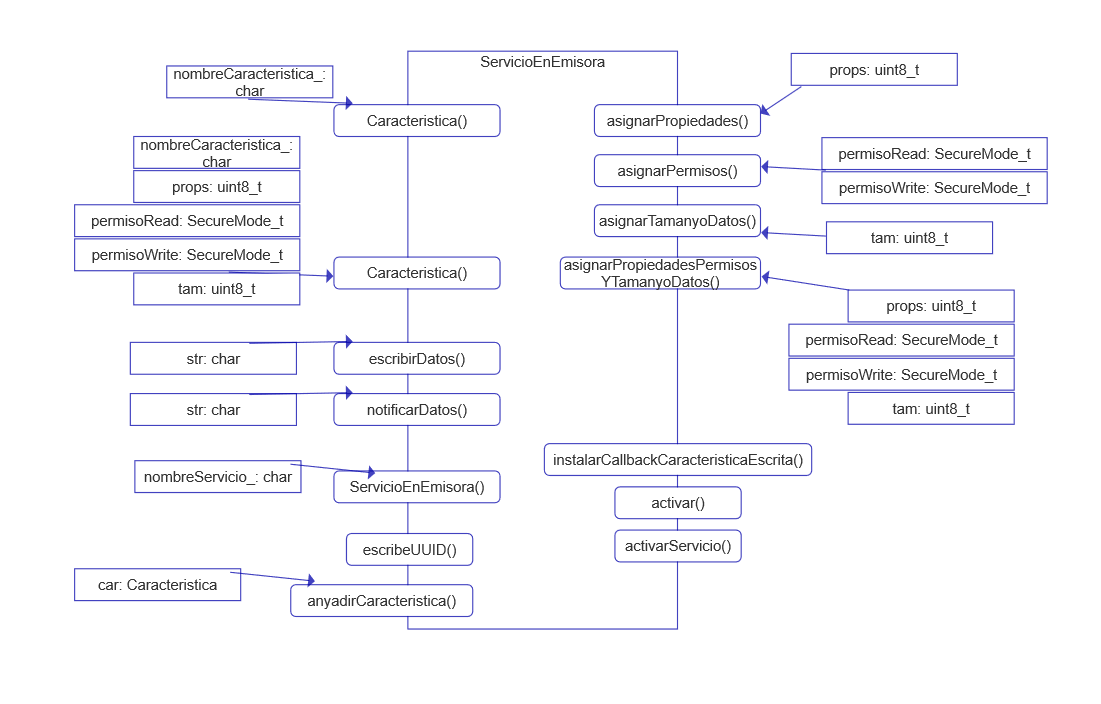 ServicioEnEmisora
nombreCaracteristica_:
char
Caracteristica()
nombreCaracteristica_:
char
props: uint8_t
permisoRead: SecureMode_t
permisoWrite: SecureMode_t
tam: uint8_t
Caracteristica()
str: char
escribirDatos()
str: char
notificarDatos()
nombreServicio_: char
ServicioEnEmisora()
escribeUUID()
car: Caracteristica
anyadirCaracteristica()
props: uint8_t
asignarPropiedades()
permisoRead: SecureMode_t
asignarPermisos()
permisoWrite: SecureMode_t
asignarTamanyoDatos()
tam: uint8_t
asignarPropiedadesPermisos
YTamanyoDatos()
props: uint8_t
permisoRead: SecureMode_t
permisoWrite: SecureMode_t
tam: uint8_t
instalarCallbackCaracteristicaEscrita()
activar()
activarServicio()